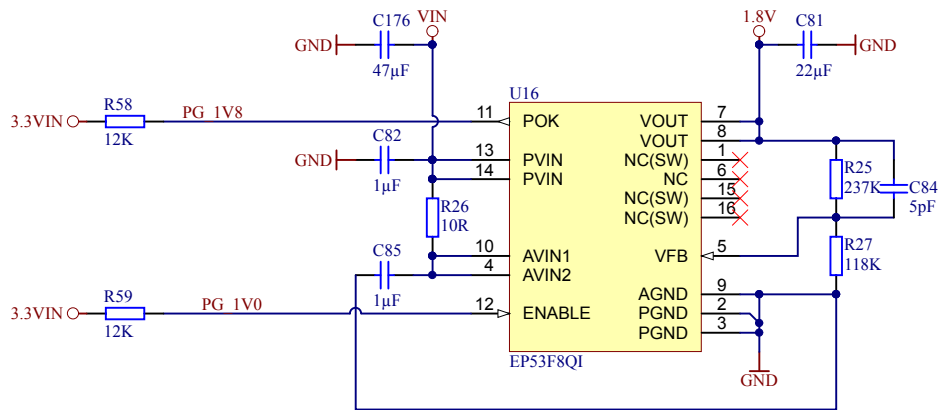 C176
VIN
GND
47µF
1.8V
C81
GND
22µF
U16
R58
PG_1V8
3.3VIN
12K
11
POK
VOUT
7
VOUT
8
C82
GND
1µF
13
PVIN
14
PVIN
NC(SW)
1
NC
6
NC(SW)
15
NC(SW)
16
R25
237K
C84
5pF
R26
10R
C85
1µF
10
AVIN1
4
AVIN2
VFB
5
R27
118K
R59
PG_1V0
3.3VIN
12K
12
ENABLE
AGND
9
PGND
2
PGND
3
EP53F8QI
GND